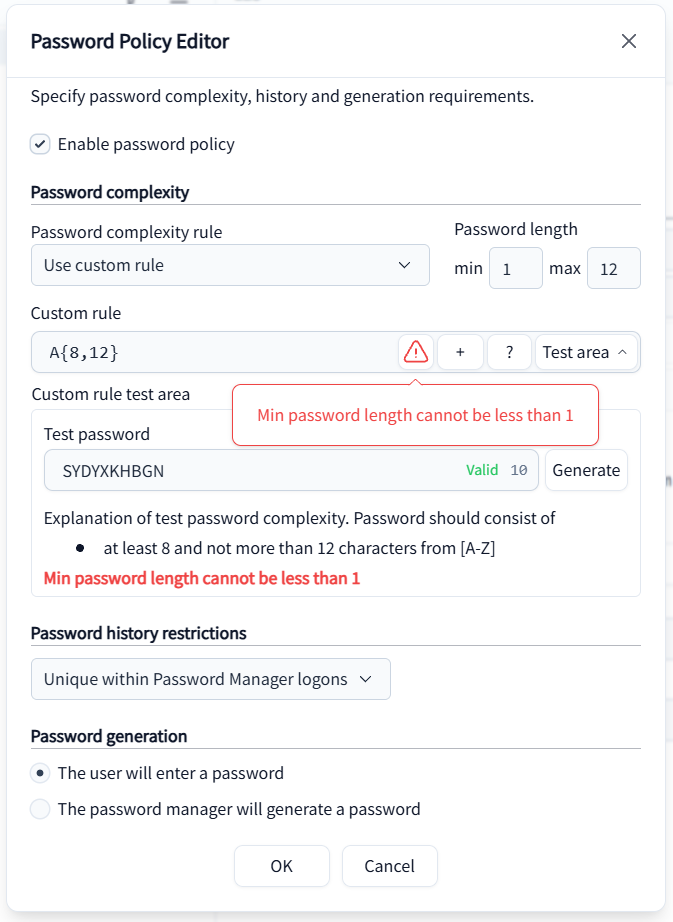 Password Policy Editor
Specify password complexity, history and generation requirements.
Enable password policy
Password complexity
Password complexity rule
Password length
Use custom rule
min 1 max 12
Custom rule
A{8,12} + ? Test area
Custom rule test area
Min password length cannot be less than 1
Test password
SYDYXKHBGN Valid 10 Generate
Explanation of test password complexity. Password should consist of
at least 8 and not more than 12 characters from [A-Z]
Min password length cannot be less than 1
Password history restrictions
Unique within Password Manager logons
Password generation
The user will enter a password
The password manager will generate a password
OK Cancel